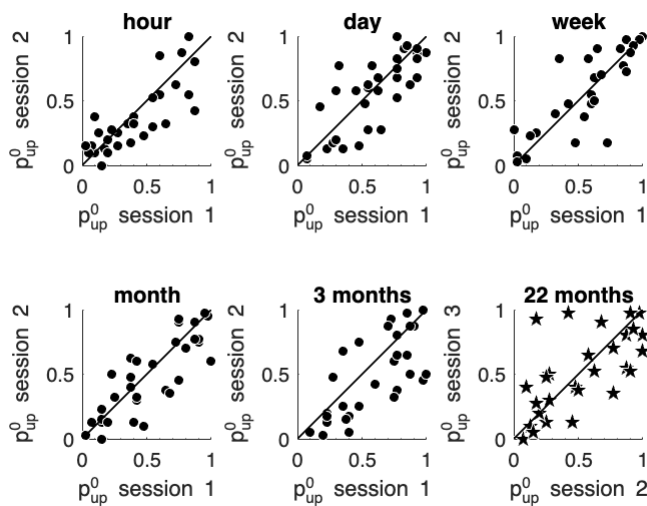 hour
day
week
1
0.5
0
0
0.5
1
p⁰up session 2
p⁰up session 1
1
0.5
0
0
0.5
1
p⁰up session 2
p⁰up session 1
1
0.5
0
0
0.5
1
p⁰up session 2
p⁰up session 1
month
3 months
22 months
1
0.5
0
0
0.5
1
p⁰up session 2
p⁰up session 1
1
0.5
0
0
0.5
1
p⁰up session 2
p⁰up session 1
1
0.5
0
0
0.5
1
p⁰up session 3
p⁰up session 2